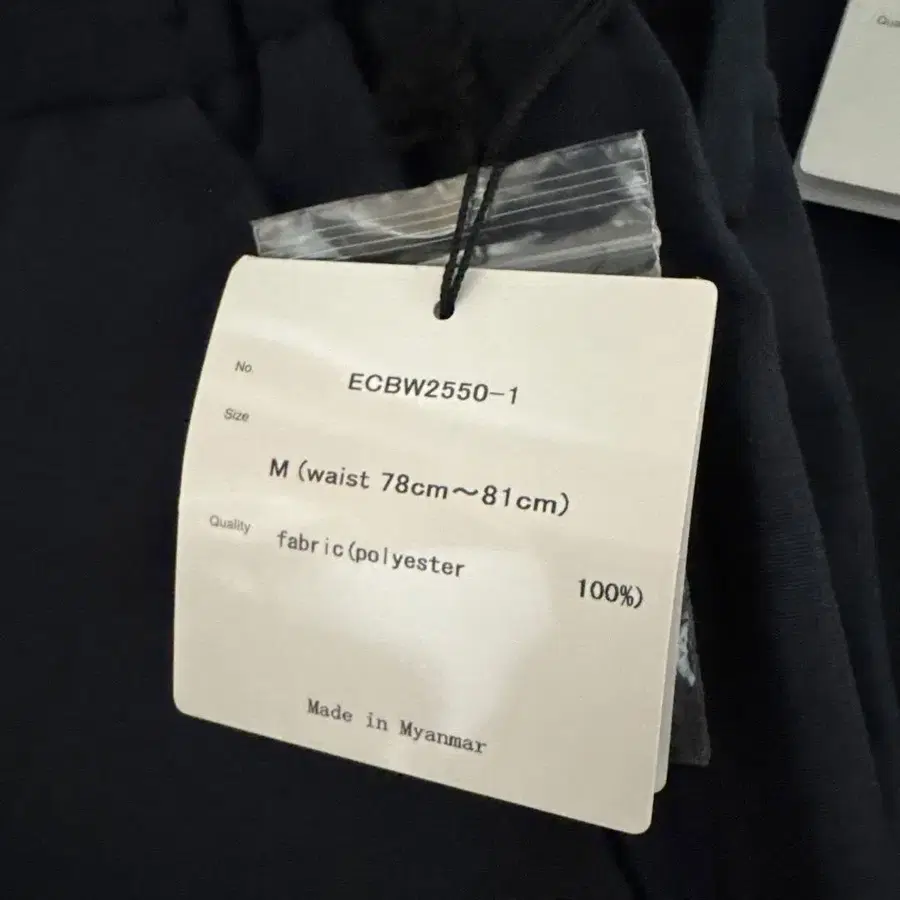 No.
ECBW2550-1
Size
M (waist 78cm～81cm)
Quality
fabric(polyester
100%)
Made in Myanmar